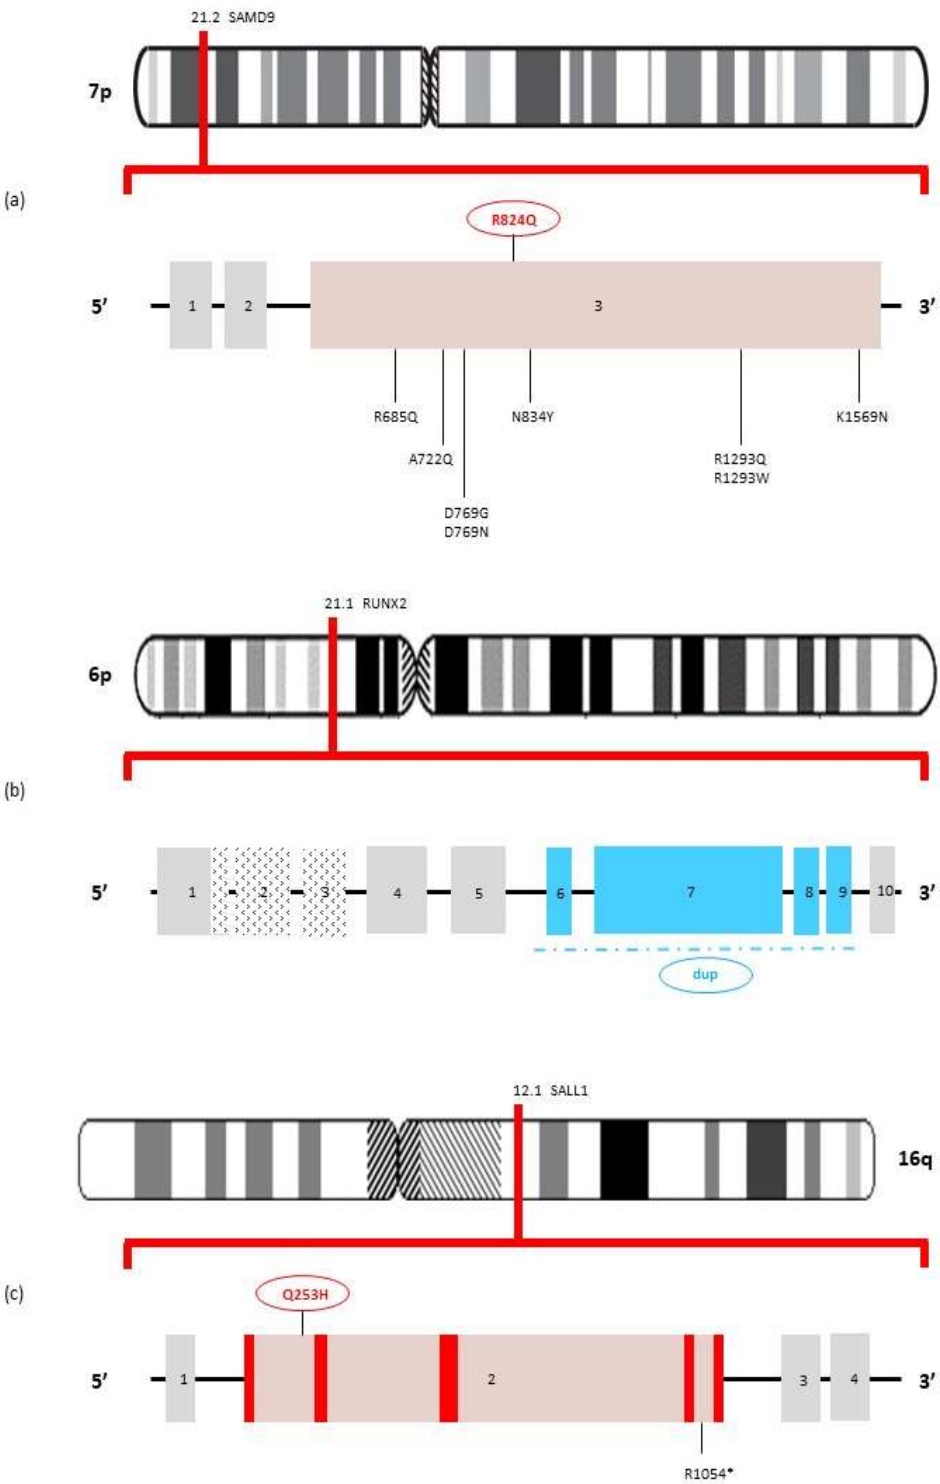 21.2 SAMD9
7p
(a)
R824Q
5’ 1 2 3 3’
R685Q N834Y K1569N
A722Q R1293Q
R1293W
D769G
D769N
21.1 RUNX2
6p
(b)
5’ 1 2 3 4 5 6 7 8 9 10 3’
dup
12.1 SALL1
16q
(c)
Q253H
5’ 1 2 3 4 3’
R1054*